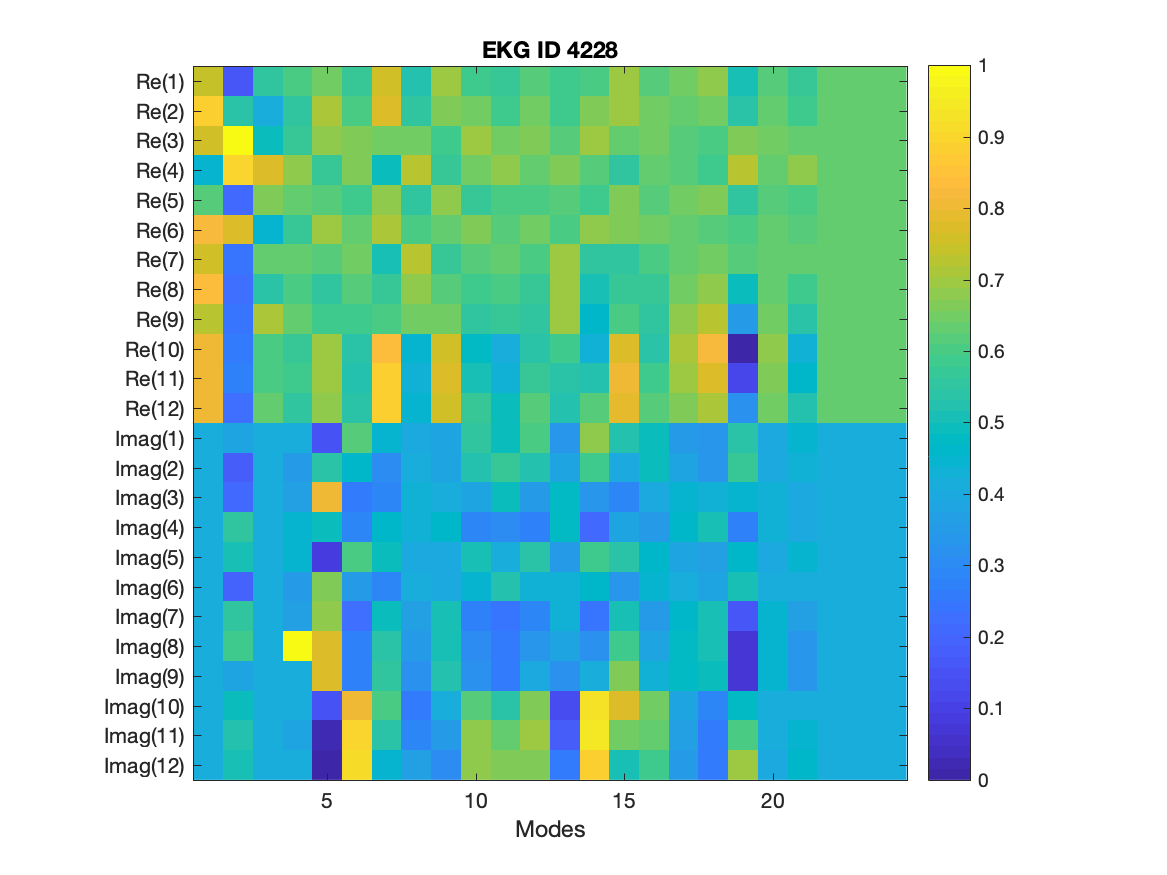 EKG ID 4228
Re(1)
Re(2)
Re(3)
Re(4)
Re(5)
Re(6)
Re(7)
Re(8)
Re(9)
Re(10)
Re(11)
Re(12)
Imag(1)
Imag(2)
Imag(3)
Imag(4)
Imag(5)
Imag(6)
Imag(7)
Imag(8)
Imag(9)
Imag(10)
Imag(11)
Imag(12)
5 10 15 20
Modes
1
0.9
0.8
0.7
0.6
0.5
0.4
0.3
0.2
0.1
0